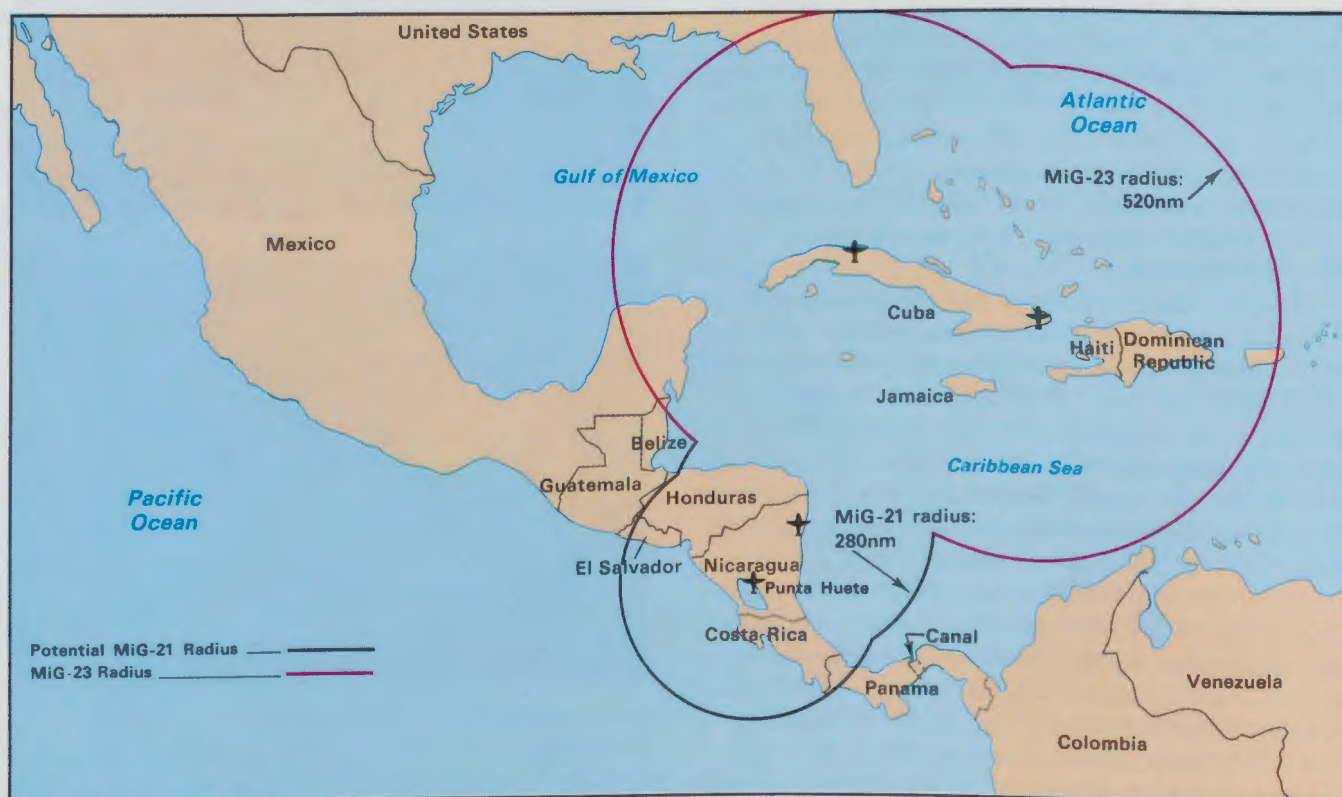 United States
Atlantic
Ocean
Gulf of Mexico
MiG-23 radius:
520nm
Mexico
Cuba
Haiti
Dominican
Republic
Jamaica
Belize
Caribbean Sea
Guatemala
Honduras
Pacific
Ocean
MiG-21 radius:
280nm
El Salvador
Nicaragua
Punta Huete
Costa Rica
Canal
Potential MiG-21 Radius
MiG-23 Radius
Panama
Venezuela
Colombia